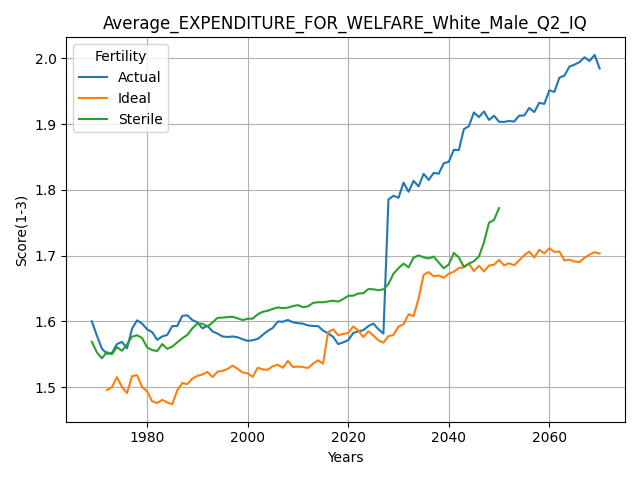 Average_EXPENDITURE_FOR_WELFARE_White_Male_Q2_IQ
Fertility
Actual
Ideal
Sterile
Score(1-3)
2.0
1.9
1.8
1.7
1.6
1.5
1980 2000 2020 2040 2060
Years